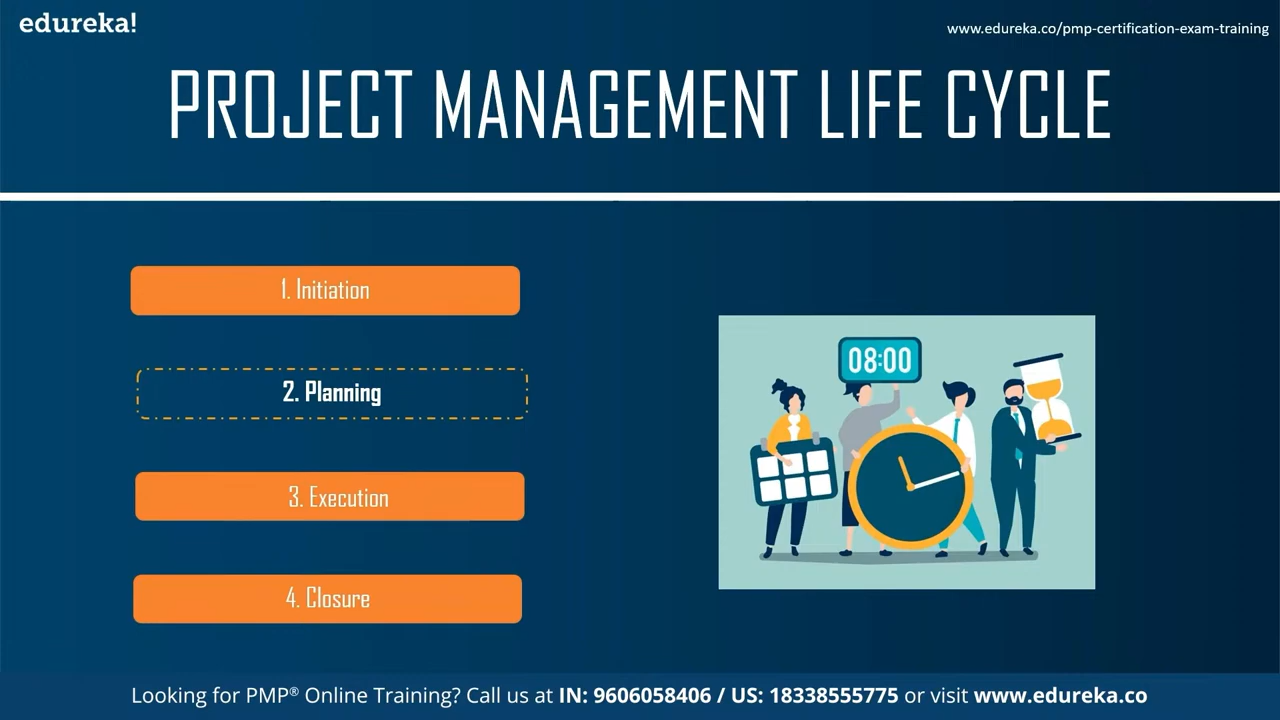 edureka!
www.edureka.co/pmp-certification-exam-training
PROJECT MANAGEMENT LIFE CYCLE
1. Initiation
2. Planning
3. Execution
4. Closure
08:00
Looking for PMP® Online Training? Call us at IN: 9606058406 / US: 18338555775 or visit www.edureka.co